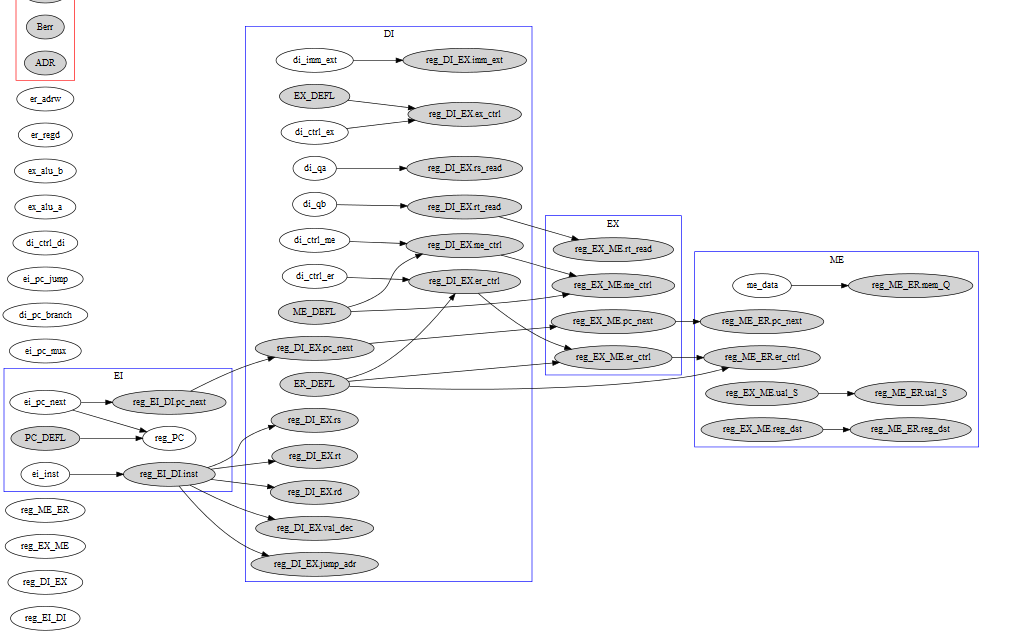 Berr
ADR
er_adrw
er_regd
ex_alu_b
ex_alu_a
di_ctrl_di
ei_pc_jump
di_pc_branch
ei_pc_mux
EI
ei_pc_next
reg_EI_DI.pc_next
PC_DEFL
reg_PC
ei_inst
reg_EI_DI.inst
reg_ME_ER
reg_EX_ME
reg_DI_EX
reg_EI_DI
DI
di_imm_ext
reg_DI_EX.imm_ext
EX_DEFL
reg_DI_EX.ex_ctrl
di_ctrl_ex
di_qa
reg_DI_EX.rs_read
di_qb
reg_DI_EX.rt_read
di_ctrl_me
reg_DI_EX.me_ctrl
di_ctrl_er
reg_DI_EX.er_ctrl
ME_DEFL
reg_DI_EX.pc_next
ER_DEFL
reg_DI_EX.rs
reg_DI_EX.rt
reg_DI_EX.rd
reg_DI_EX.val_dec
reg_DI_EX.jump_adr
EX
reg_EX_ME.rt_read
reg_EX_ME.me_ctrl
reg_EX_ME.pc_next
reg_EX_ME.er_ctrl
ME
me_data
reg_ME_ER.mem_Q
reg_ME_ER.pc_next
reg_ME_ER.er_ctrl
reg_EX_ME.ual_S
reg_ME_ER.ual_S
reg_EX_ME.reg_dst
reg_ME_ER.reg_dst